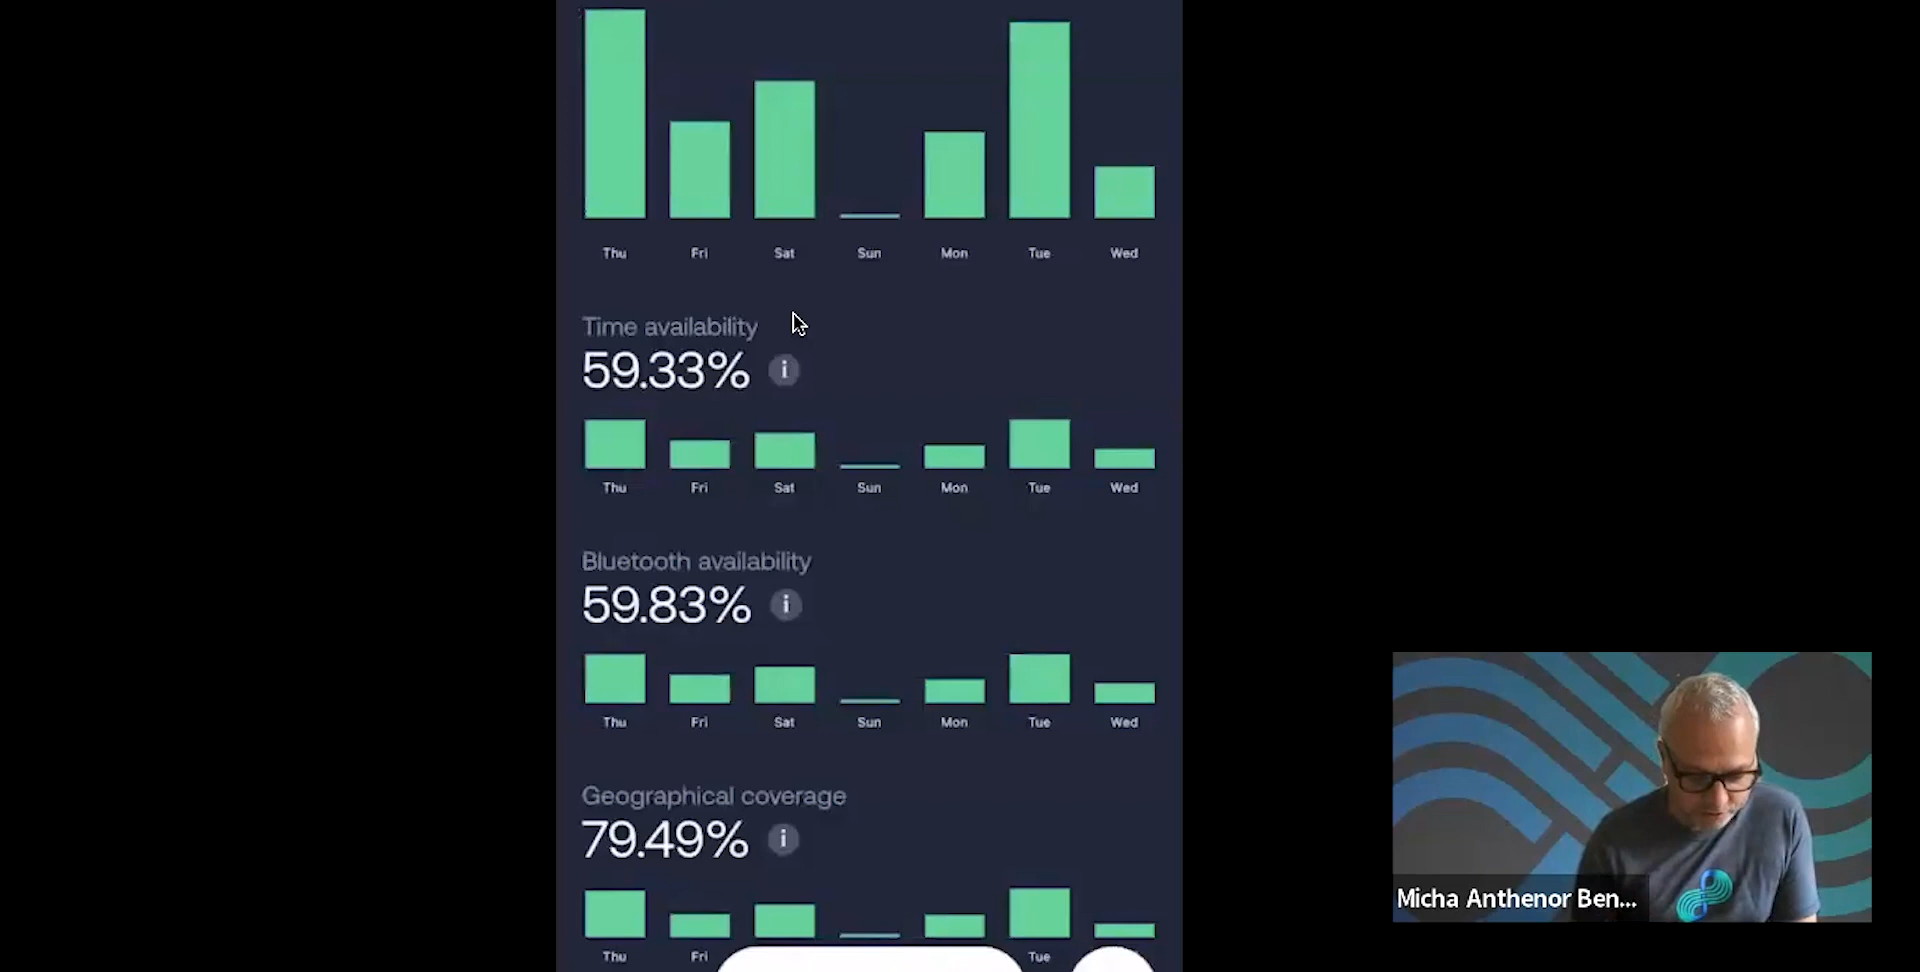 Thu Fri Sat Sun Mon Tue Wed
Time availability
59.33% i
Thu Fri Sat Sun Mon Tue Wed
Bluetooth availability
59.83% i
Thu Fri Sat Sun Mon Tue Wed
Geographical coverage
79.49% i
Thu Fri Tue
Micha Anthenor Ben...